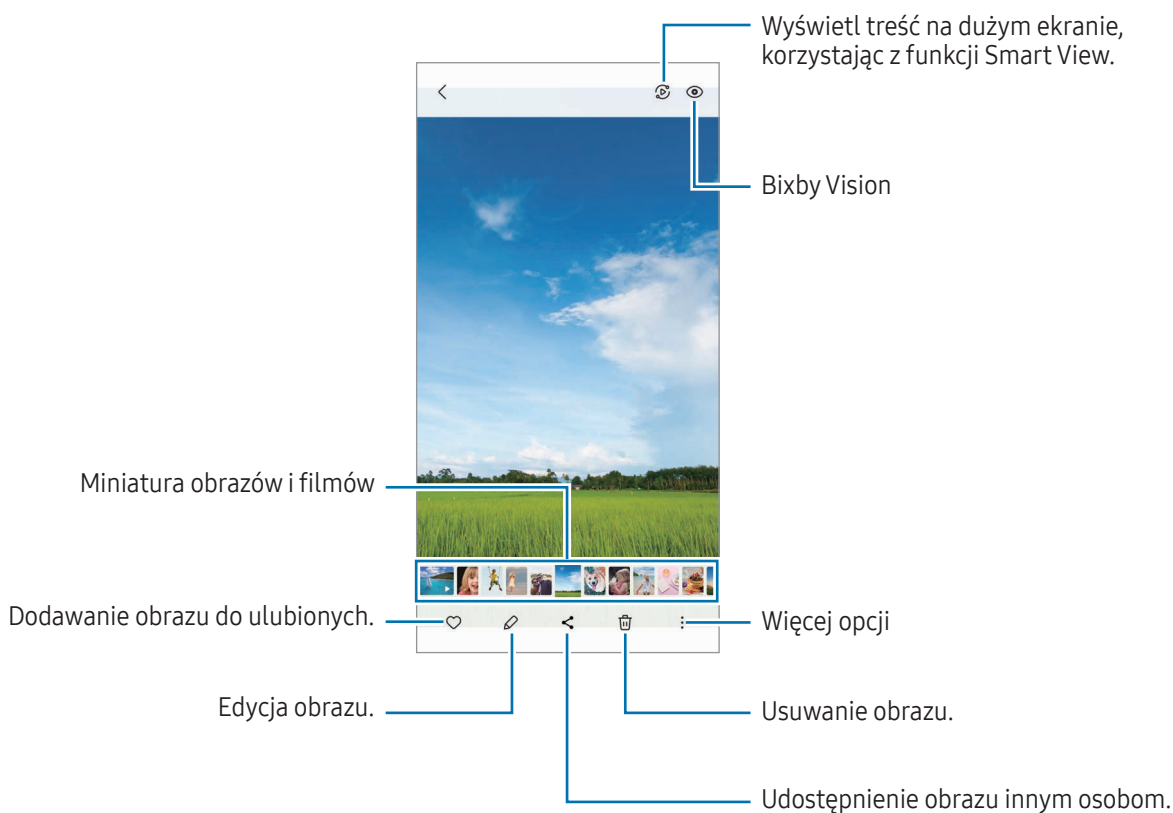 Wyświetl treść na dużym ekranie,
korzystając z funkcji Smart View.
Bixby Vision
Miniatura obrazów i filmów
Dodawanie obrazu do ulubionych.
Więcej opcji
Edycja obrazu.
Usuwanie obrazu.
Udostępnienie obrazu innym osobom.